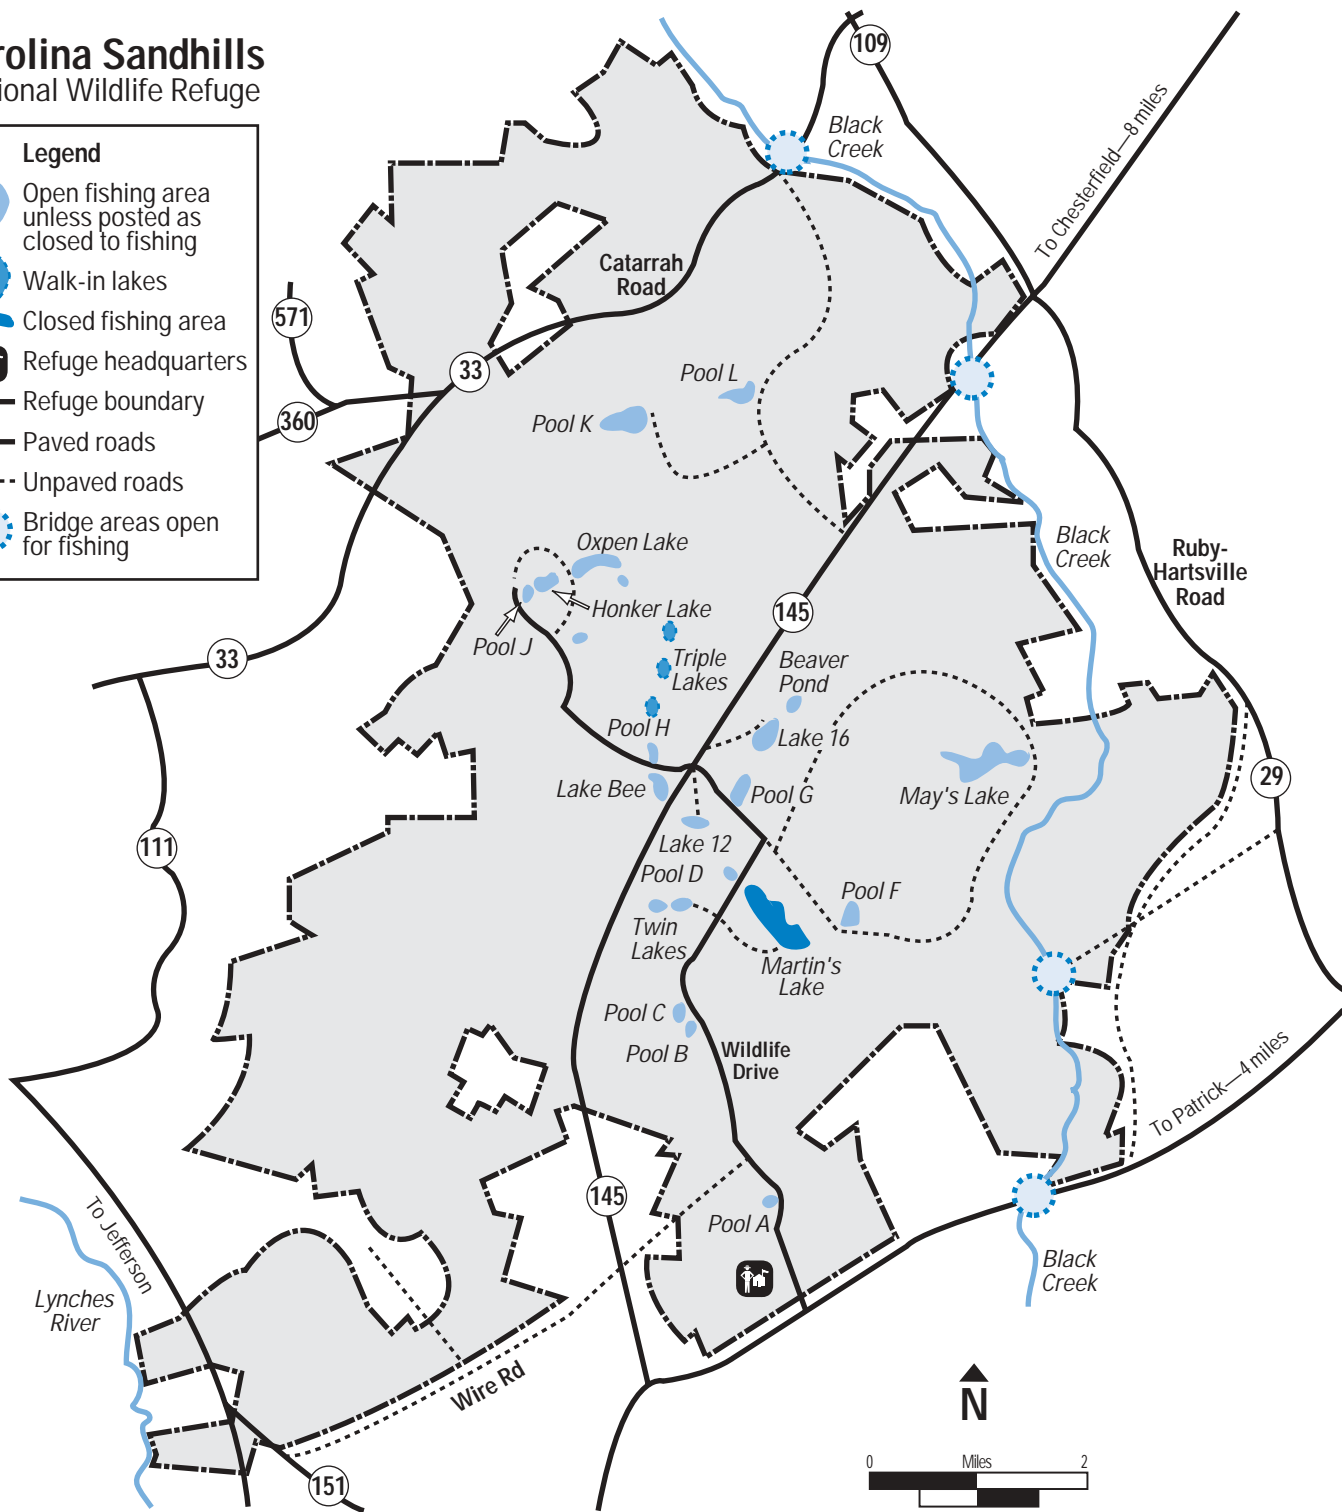 rolina Sandhills
ional Wildlife Refuge
Legend
Open fishing area
unless posted as
closed to fishing
Walk-in lakes
Closed fishing area
Refuge headquarters
Refuge boundary
Paved roads
Unpaved roads
Bridge areas open
for fishing
109
Black
Creek
To Chesterfield—8 miles
Catarrah
Road
571
33
360
Pool L
Pool K
Oxpen Lake
Honker Lake
Pool J
Black
Creek
Ruby-
Hartsville
Road
145
33
Triple
Lakes
Beaver
Pond
Pool H
Lake 16
Lake Bee
Pool G
May's Lake
29
111
Lake 12
Pool D
Pool F
Twin
Lakes
Martin's
Lake
Pool C
Pool B
Wildlife
Drive
To Patrick—4 miles
145
Pool A
To Jefferson
Lynches
River
Black
Creek
Wire Rd
151
N
0 Miles 2